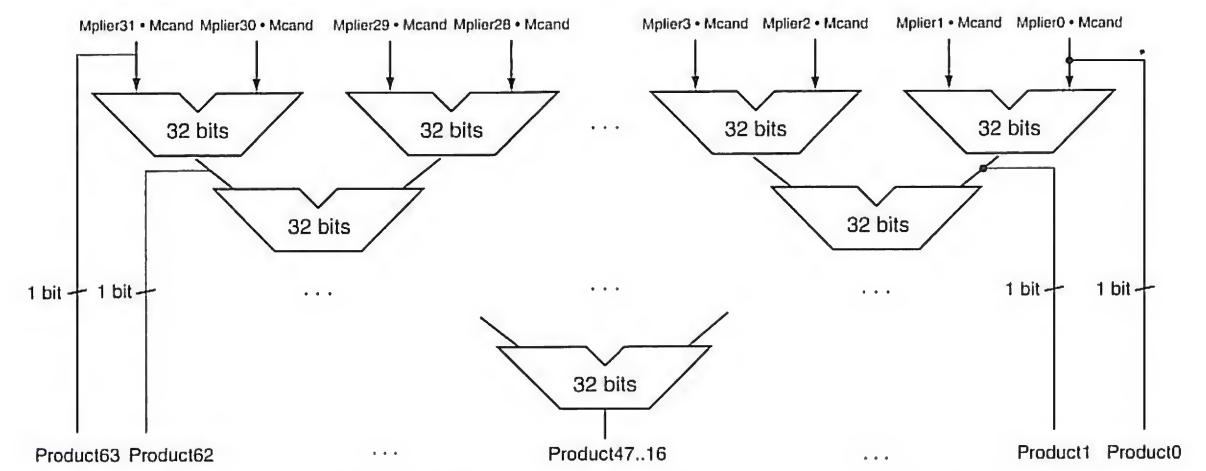 Mplier31 • Mcand Mplier30 • Mcand Mplier29 • Mcand Mplier28 • Mcand Mplier3 • Mcand Mplier2 • Mcand Mplier1 • Mcand Mplier0 • Mcand
32 bits 32 bits . . . 32 bits 32 bits
32 bits 32 bits
1 bit 1 bit . . . . . . . . . 1 bit 1 bit
32 bits
Product63 Product62 . . . Product47..16 . . . Product1 Product0